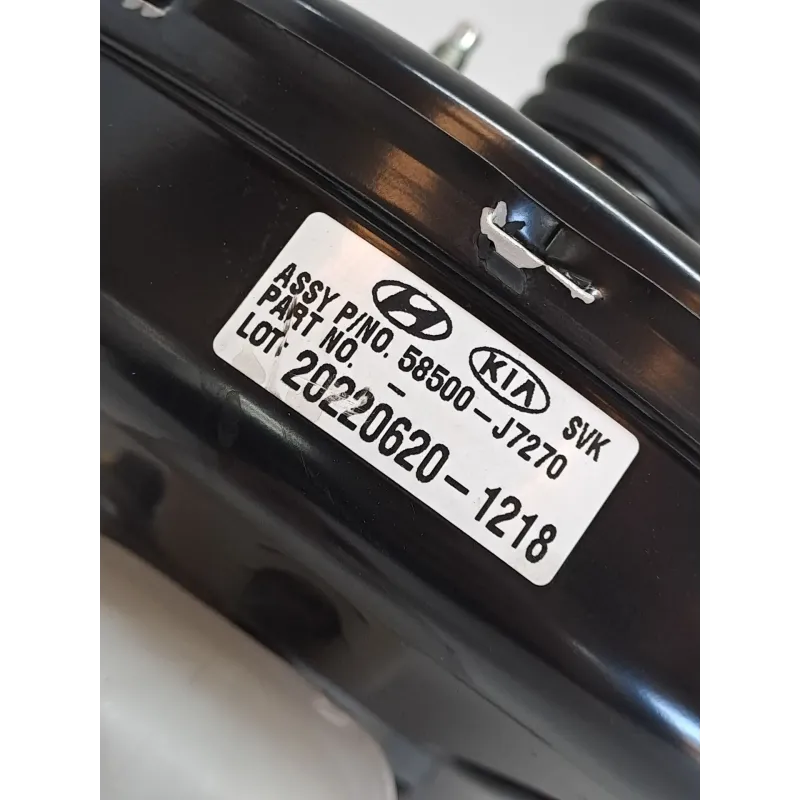 KIA SVK
ASSY P/NO. 58500-J7270
PART NO. -
LOT: 20220620-1218